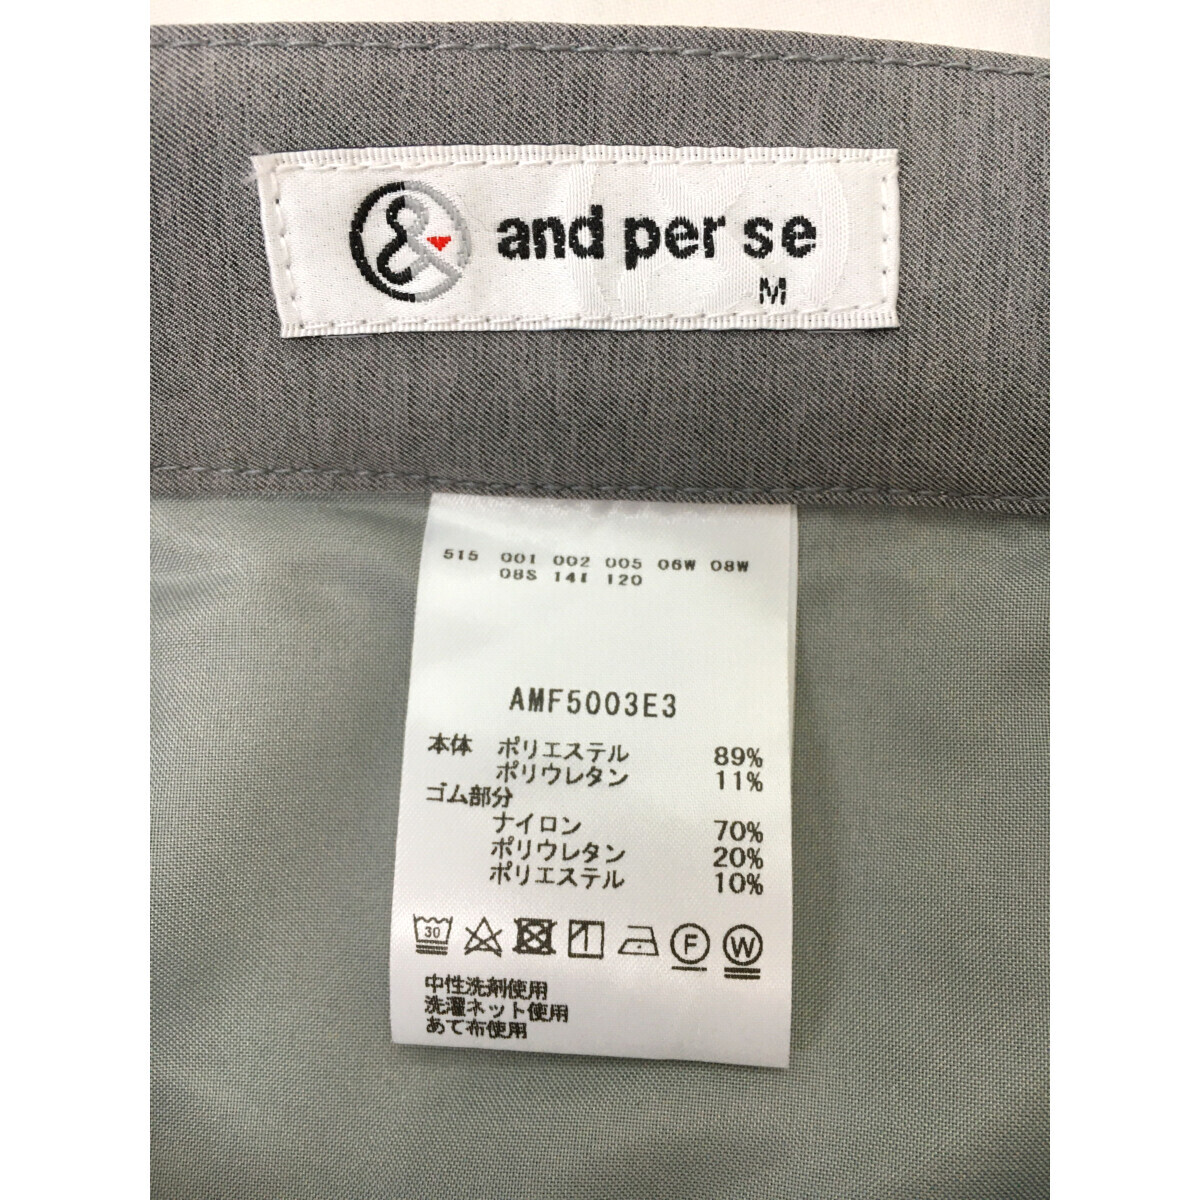 & and per se
M
515 001 002 005 06W 08W
08S 141 120
AMF5003E3
本体 ポリエステル 89%
ポリウレタン 11%
ゴム部分
ナイロン 70%
ポリウレタン 20%
ポリエステル 10%
30 F W
中性洗剤使用
洗濯ネット使用
あて布使用